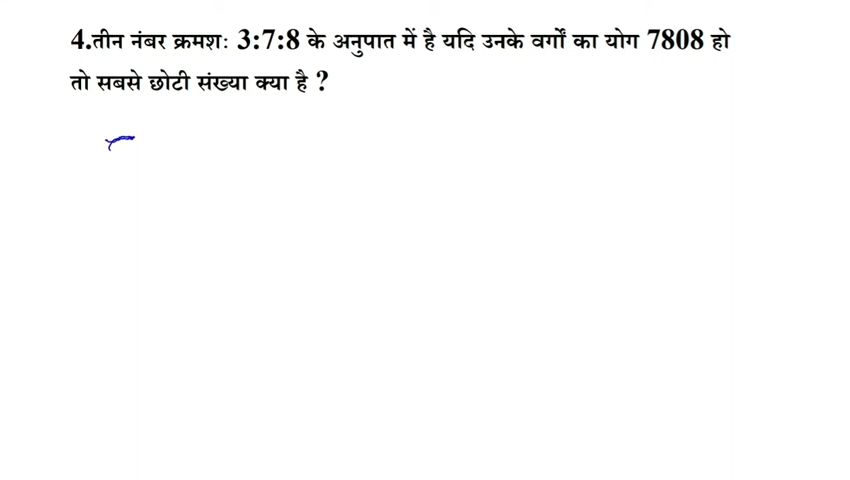 4.तीन नंबर क्रमश: 3:7:8 के अनुपात में है यदि उनके वर्गों का योग 7808 हो
तो सबसे छोटी संख्या क्या है ?